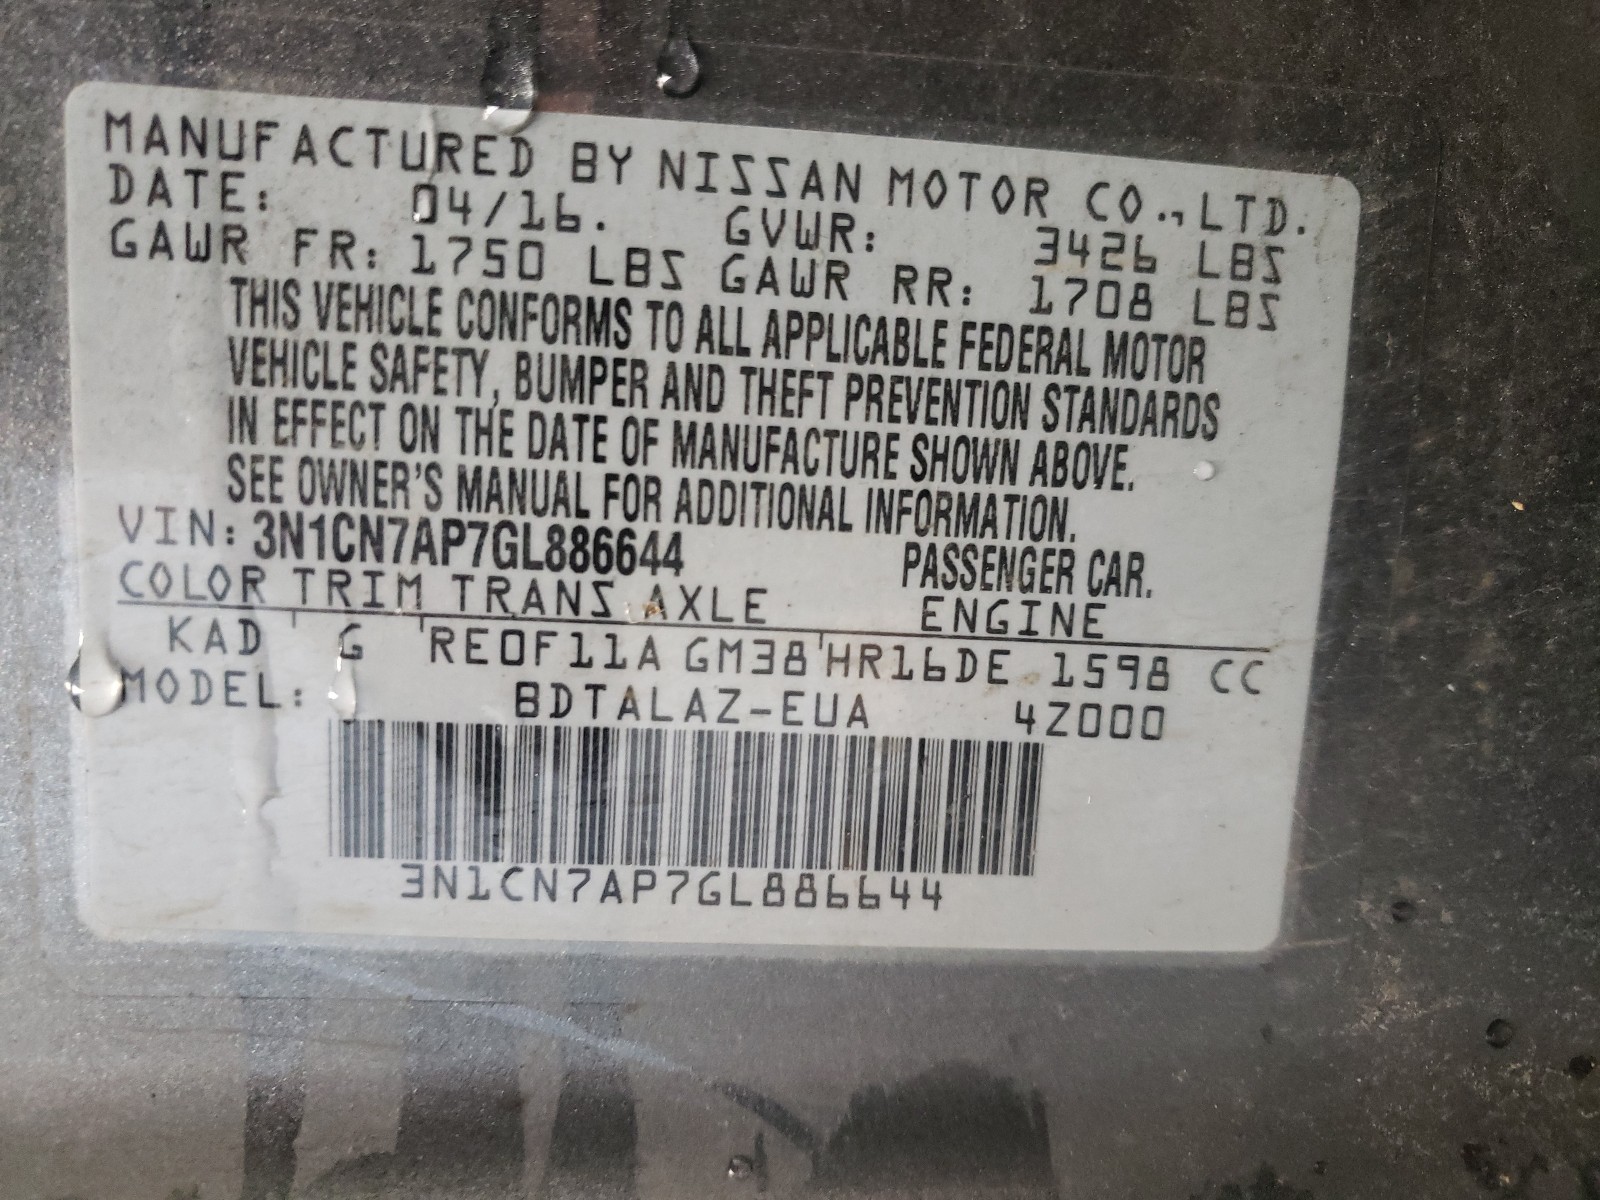 MANUFACTURED BY NISSAN MOTOR CO., LTD.
DATE: 04/16. GVWR: 3426 LBS
GAWR FR: 1750 LBS GAWR RR: 1708 LBS
THIS VEHICLE CONFORMS TO ALL APPLICABLE FEDERAL MOTOR
VEHICLE SAFETY, BUMPER AND THEFT PREVENTION STANDARDS
IN EFFECT ON THE DATE OF MANUFACTURE SHOWN ABOVE.
SEE OWNER'S MANUAL FOR ADDITIONAL INFORMATION.
VIN: 3N1CN7AP7GL886644 PASSENGER CAR.
COLOR TRIM TRANS AXLE ENGINE
KAD G RE0F11A GM38 HR16DE 1598 CC
MODEL: BDTALAZ-EUA 4Z000
3N1CN7AP7GL886644